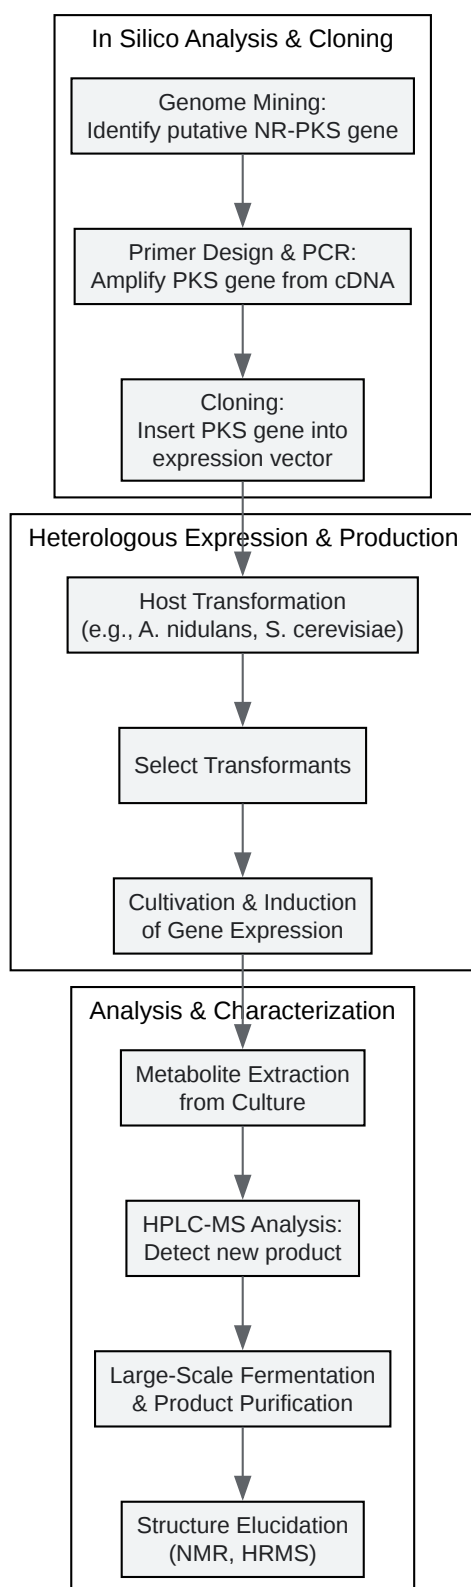 In Silico Analysis & Cloning
Genome Mining:
Identify putative NR-PKS gene
Primer Design & PCR:
Amplify PKS gene from cDNA
Cloning:
Insert PKS gene into
expression vector
Heterologous Expression & Production
Host Transformation
(e.g., A. nidulans, S. cerevisiae)
Select Transformants
Cultivation & Induction
of Gene Expression
Analysis & Characterization
Metabolite Extraction
from Culture
HPLC-MS Analysis:
Detect new product
Large-Scale Fermentation
& Product Purification
Structure Elucidation
(NMR, HRMS)